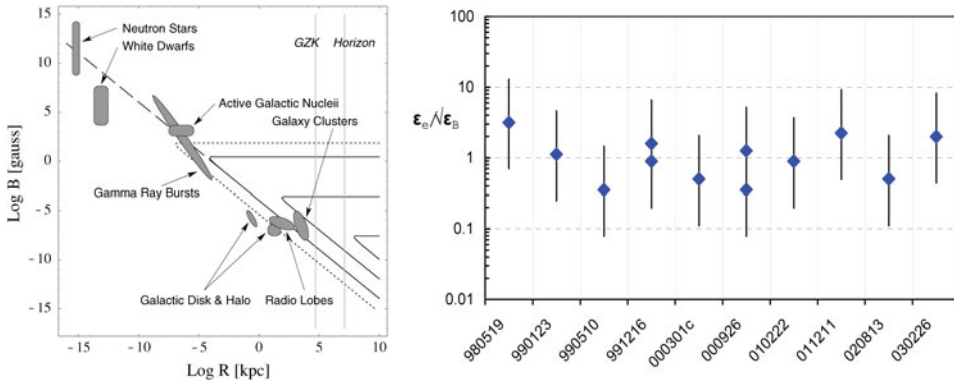 Log B [gauss]
15
10
5
0
-5
-10
-15
Neutron Stars
White Dwarfs
GZK Horizon
Active Galactic Nucleii
Galaxy Clusters
Gamma Ray Bursts
Galactic Disk & Halo
Radio Lobes
-15 -10 -5 0 5 10
Log R [kpc]
εe/√εB
100
10
1
0.1
0.01
980519
990123
990510
991216
000301c
000926
010222
011211
020813
030226